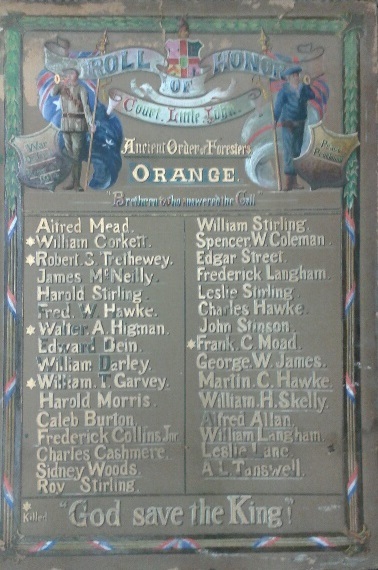 ROLL OF HONOR
Court Little John
Ancient Order of Foresters
ORANGE.
"Brethren who answered the Call"
Alfred Mead.
*William Corkett.
*Robert. S. Trethewey.
James McNeilly.
Harold Stirling.
Fred. W. Hawke.
*Walter A. Higman.
Edward Dein.
William Darley.
*William. T. Garvey.
Harold Morris.
Caleb Burton.
Frederick Collins Jnr
Charles Cashmere.
Sidney Woods.
Roy Stirling.
William Stirling.
Spencer W Coleman.
Edgar Street.
Frederick Langham.
Leslie Stirling
Charles Hawke.
John Stinson.
*Frank. C. Moad.
George. W. James.
Martin. C. Hawke.
William. H. Skelly.
Alfred Allan.
William Langham.
Leslie Lane.
A. L. Tanswell.
* Killed
"God save the King!"